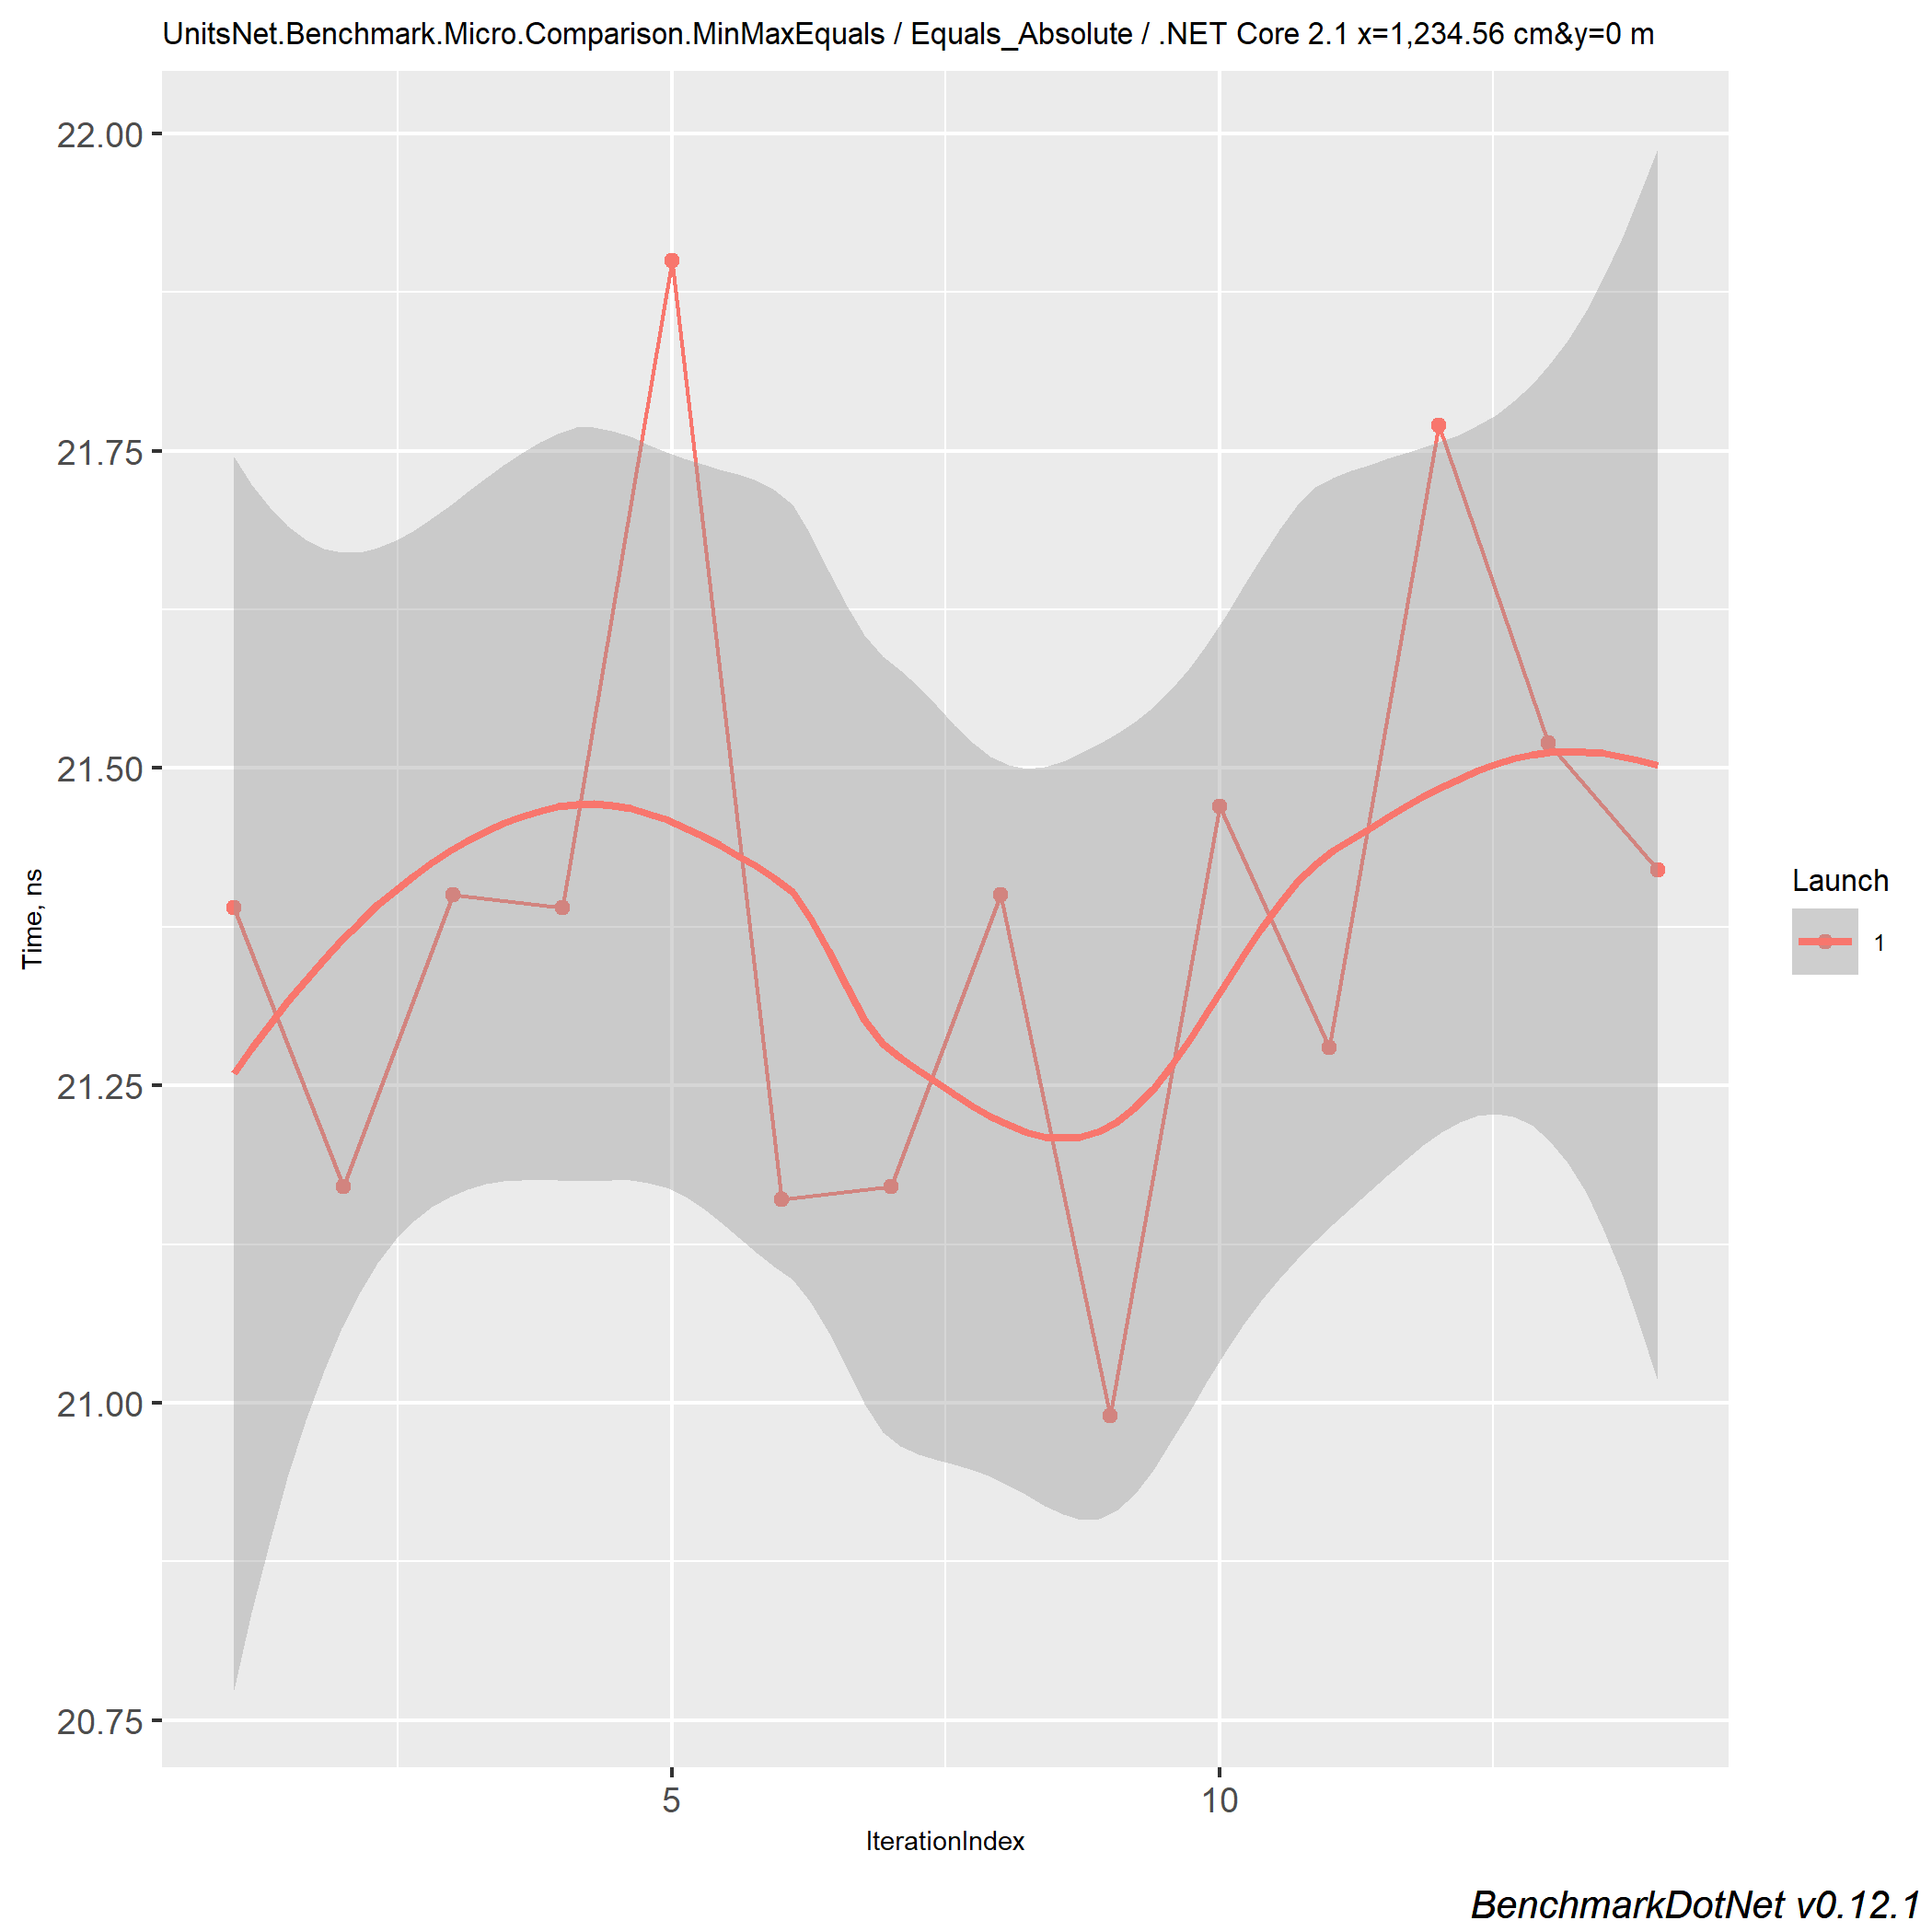 UnitsNet.Benchmark.Micro.Comparison.MinMaxEquals / Equals_Absolute / .NET Core 2.1 x=1,234.56 cm&y=0 m
22.00
21.75
21.50
21.25
21.00
20.75
Time, ns
5
10
IterationIndex
Launch
1
BenchmarkDotNet v0.12.1